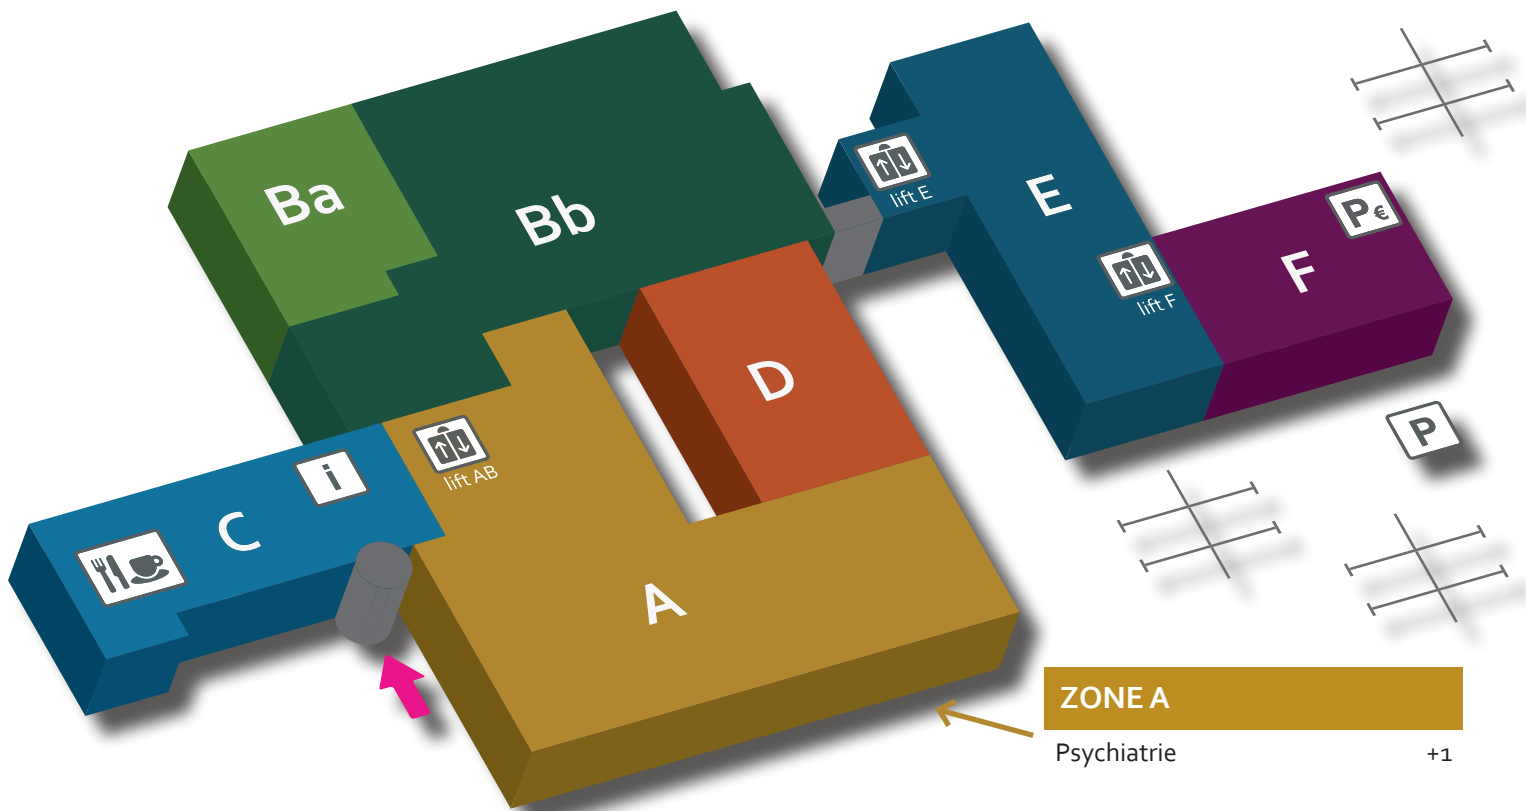 Ba
Bb
E
lift E
P€
F
lift F
D
P
i
lift AB
C
A
ZONE A
Psychiatrie +1